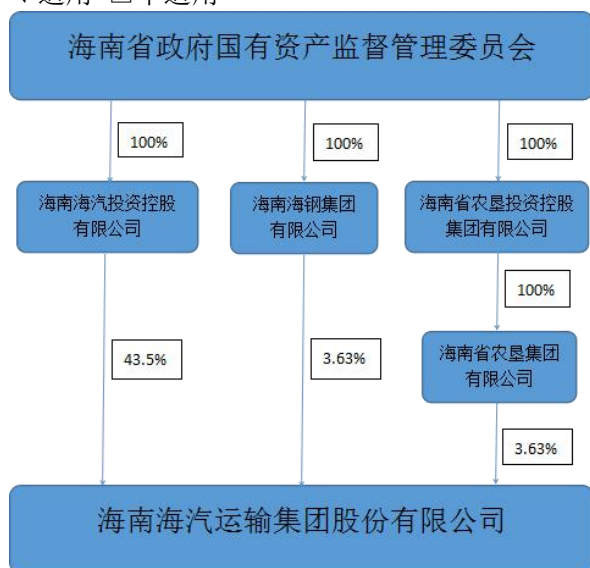 海南省政府国有资产监督管理委员会
100%
100%
100%
海南海汽投资控股
有限公司
海南海钢集团
有限公司
海南省农垦投资控股
集团有限公司
100%
43.5%
3.63%
海南省农垦集团
有限公司
3.63%
海南海汽运输集团股份有限公司